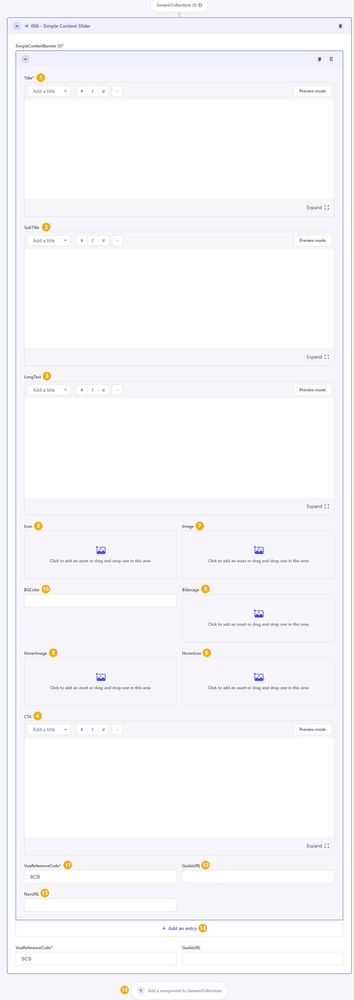 GenericCollections (1)
006 - Simple Content Slider
SimpleContentBanner (1)*
Title* 1
Add a title B I U ... Preview mode
Expand
SubTitle 2
Add a title B I U ... Preview mode
Expand
LongText 3
Add a title B I U ... Preview mode
Expand
Icon 5 Image 7
Click to add an asset or drag and drop one in this area Click to add an asset or drag and drop one in this area
BGColor 10 BGImage 9
Click to add an asset or drag and drop one in this area
HoverImage 8 HoverIcon 6
Click to add an asset or drag and drop one in this area Click to add an asset or drag and drop one in this area
CTA 4
Add a title B I U ... Preview mode
Expand
VueReferenceCode* 11 GuideURL 12
SCB
NavURL 13
+ Add an entry 14
VueReferenceCode* GuideURL
SCS
15 + Add a component to GenericCollections